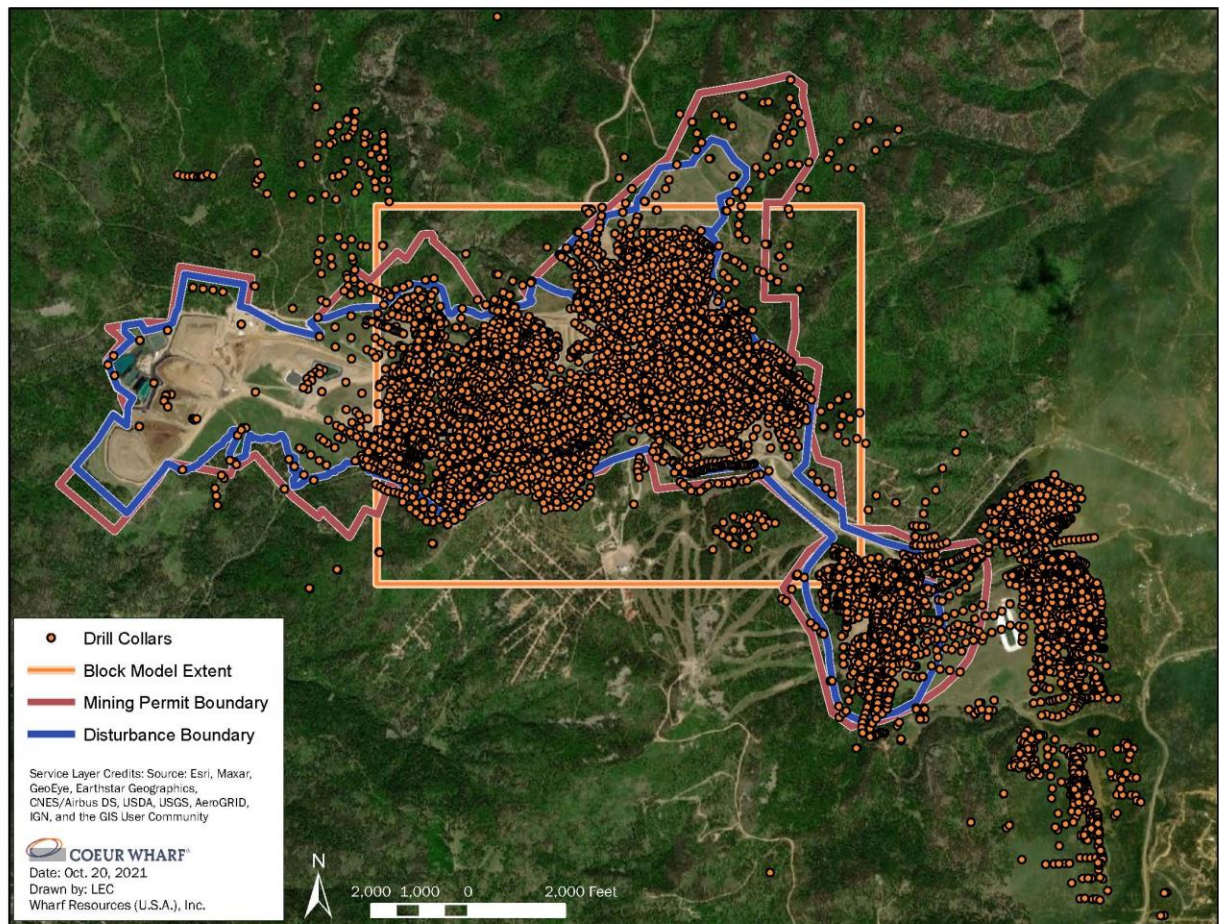 Drill Collars
Block Model Extent
Mining Permit Boundary
Disturbance Boundary
Service Layer Credits: Source: Esri, Maxar,
GeoEye, Earthstar Geographics,
CNES/Airbus DS, USDA, USGS, AeroGRID,
IGN, and the GIS User Community
COEUR WHARF®
Date: Oct. 20, 2021
Drawn by: LEC
Wharf Resources (U.S.A.), Inc.
N
2,000 1,000 0 2,000 Feet